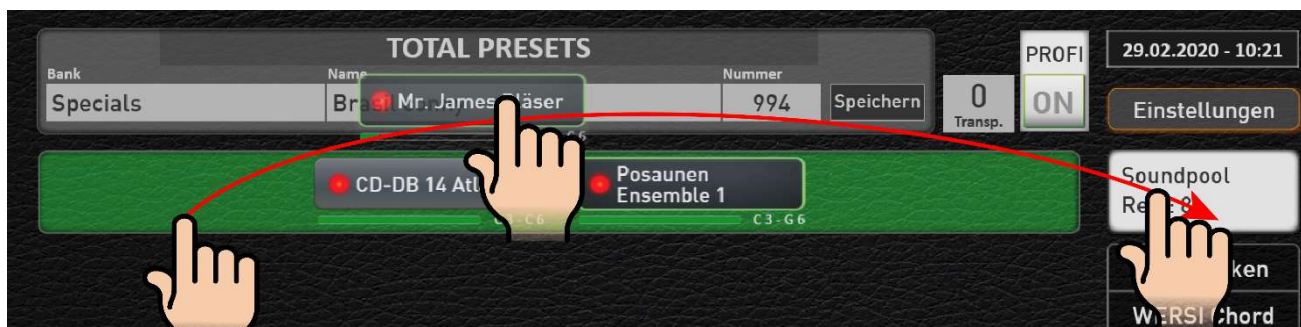 TOTAL PRESETS
Bank
Name
Nummer
Specials
Mr. James Bläser
994
Speichern
0
Transp.
PROFI
ON
29.02.2020 - 10:21
Einstellungen
CD-DB 14
Posaunen
Ensemble 1
C3-G6
Soundpool
8
WERSI Chord